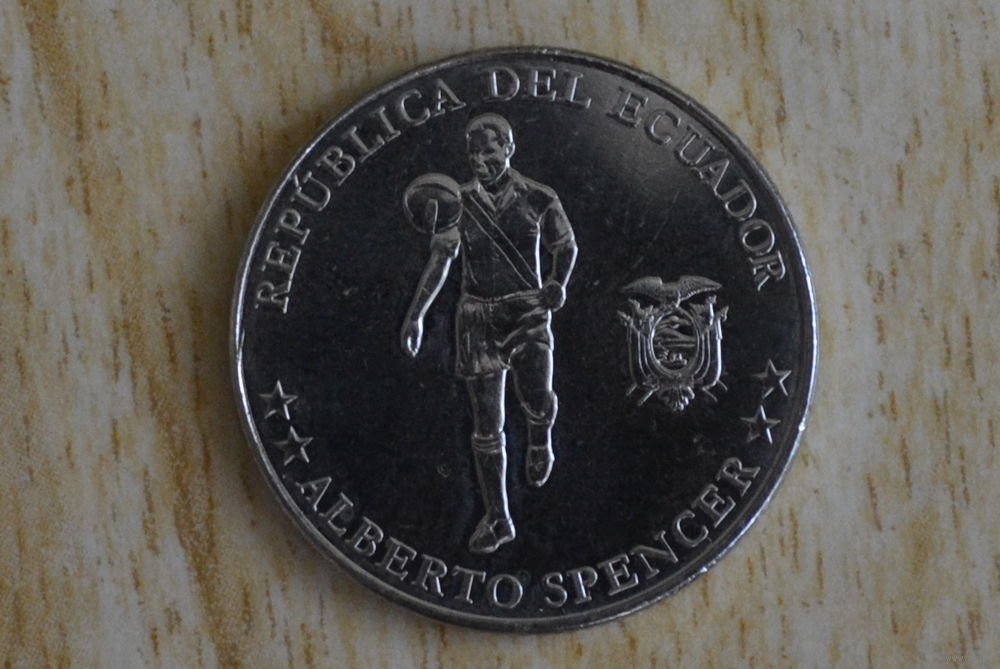 REPÚBLICA DEL ECUADOR
ALBERTO SPENCER